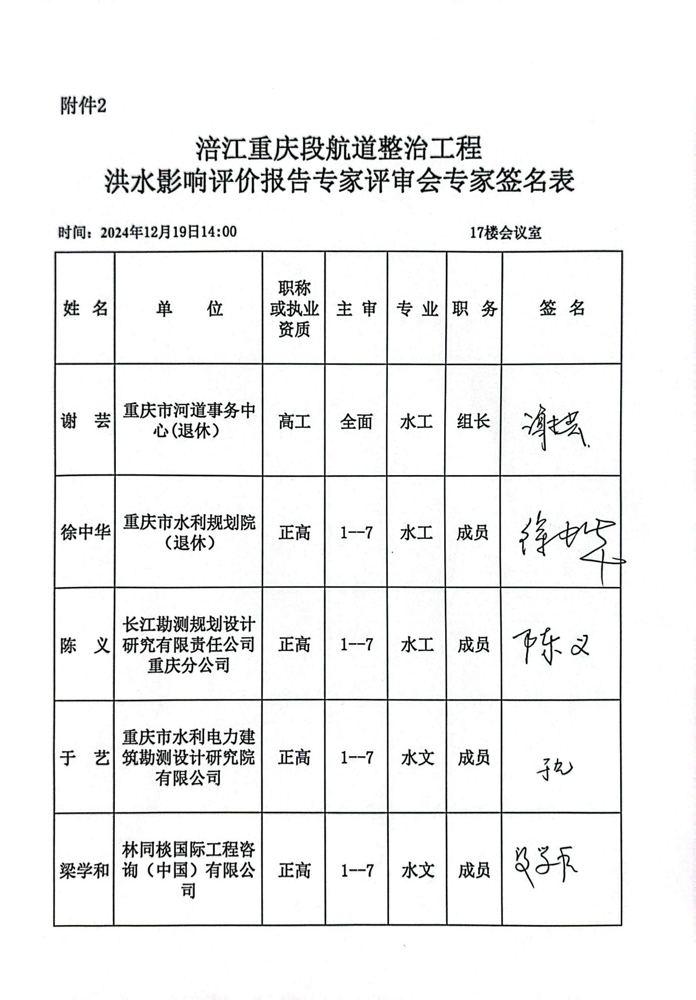 附件2
涪江重庆段航道整治工程
洪水影响评价报告专家评审会专家签名表
时间：2024年12月19日14:00 17楼会议室
姓 名 单 位 职称或执业资质 主 审 专 业 职 务 签 名
谢 芸 重庆市河道事务中心(退休） 高工 全面 水工 组长 谢芸
徐中华 重庆市水利规划院（退休） 正高 1--7 水工 成员 徐中华
陈 义 长江勘测规划设计研究有限责任公司重庆分公司 正高 1--7 水工 成员 陈义
于 艺 重庆市水利电力建筑勘测设计研究院有限公司 正高 1--7 水文 成员 于艺
梁学和 林同棪国际工程咨询（中国）有限公司 正高 1--7 水文 成员 梁学和